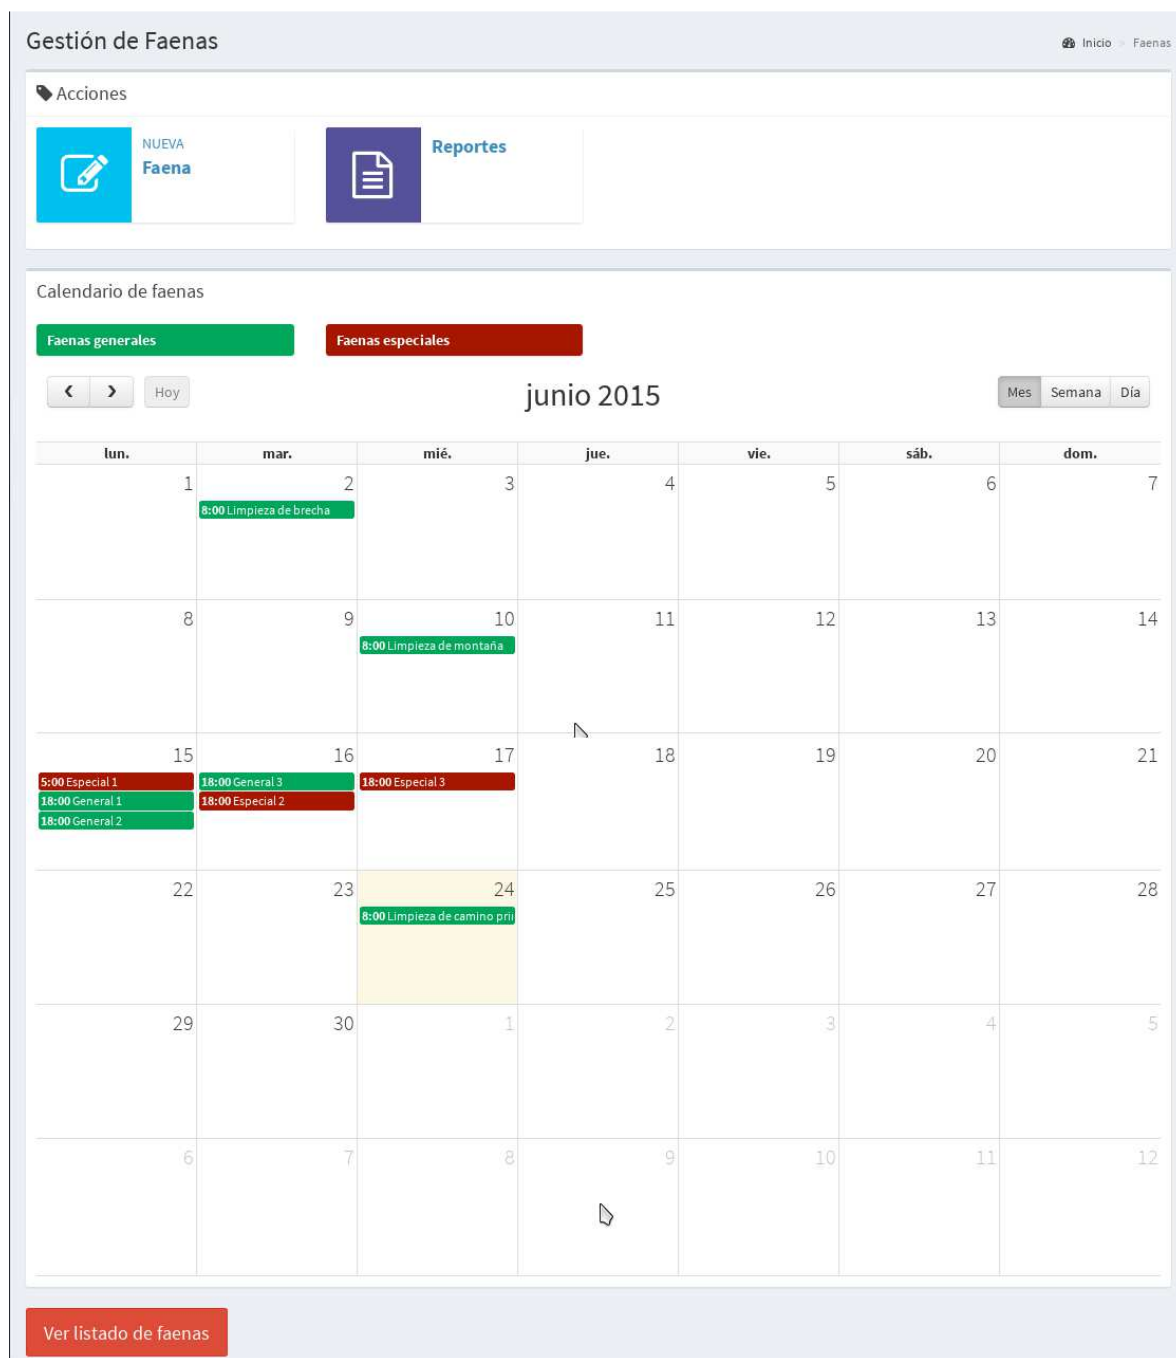 Gestión de Faenas
Inicio > Faenas
Acciones
NUEVA
Faena
Reportes
Calendario de faenas
Faenas generales
Faenas especiales
Hoy
junio 2015
Mes Semana Día
lun. mar. mié. jue. vie. sáb. dom.
1 2 3 4 5 6 7
8:00 Limpieza de brecha
8 9 10 11 12 13 14
8:00 Limpieza de montaña
15 16 17 18 19 20 21
5:00 Especial 1 18:00 General 3 18:00 Especial 3
18:00 General 1 18:00 Especial 2
18:00 General 2
22 23 24 25 26 27 28
8:00 Limpieza de camino
29 30 1 2 3 4 5
6 7 8 9 10 11 12
Ver listado de faenas